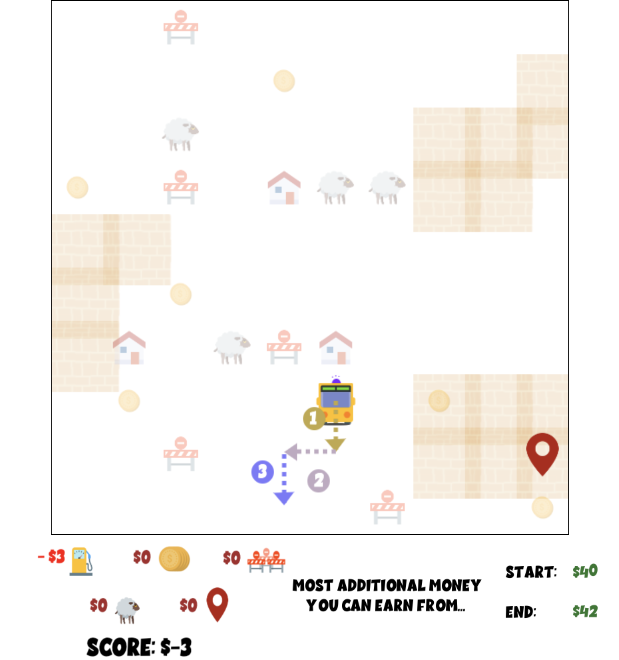 1
3
2
- $3
$0
$0
$0
$0
MOST ADDITIONAL MONEY
YOU CAN EARN FROM...
START: $40
END: $42
SCORE: $-3